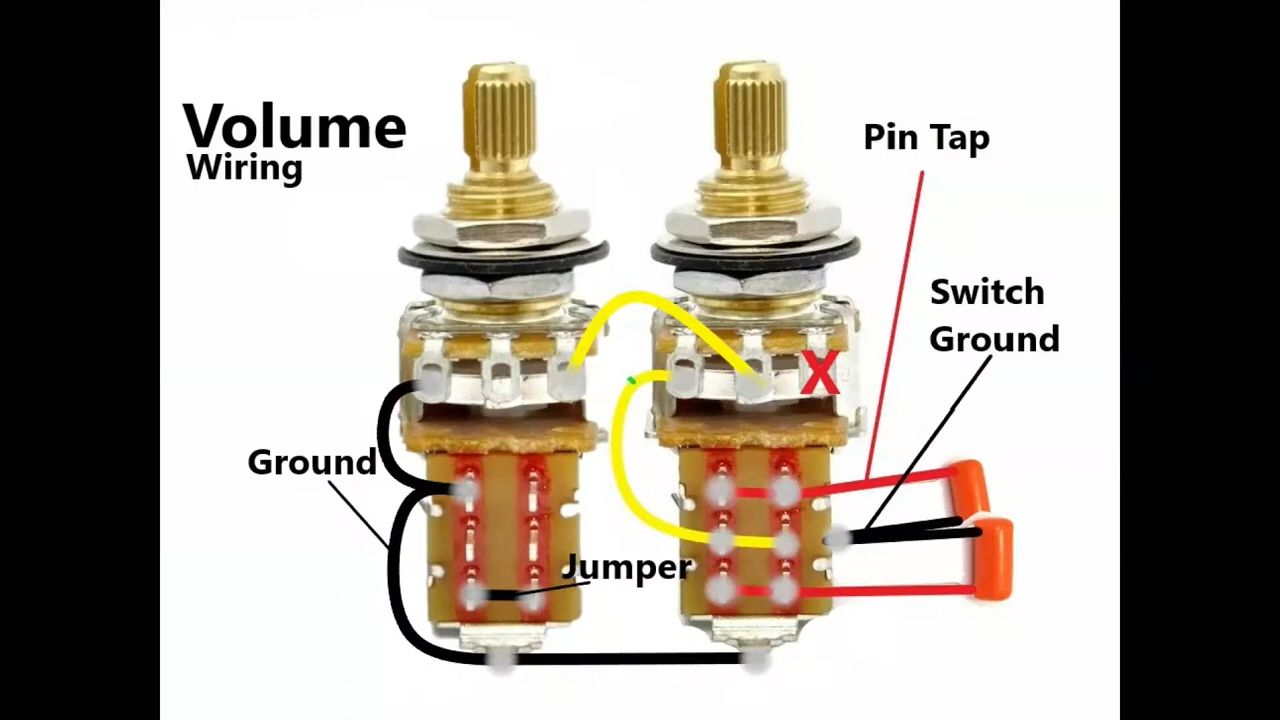 Volume
Wiring
Pin Tap
Switch
Ground
X
Ground
Jumper